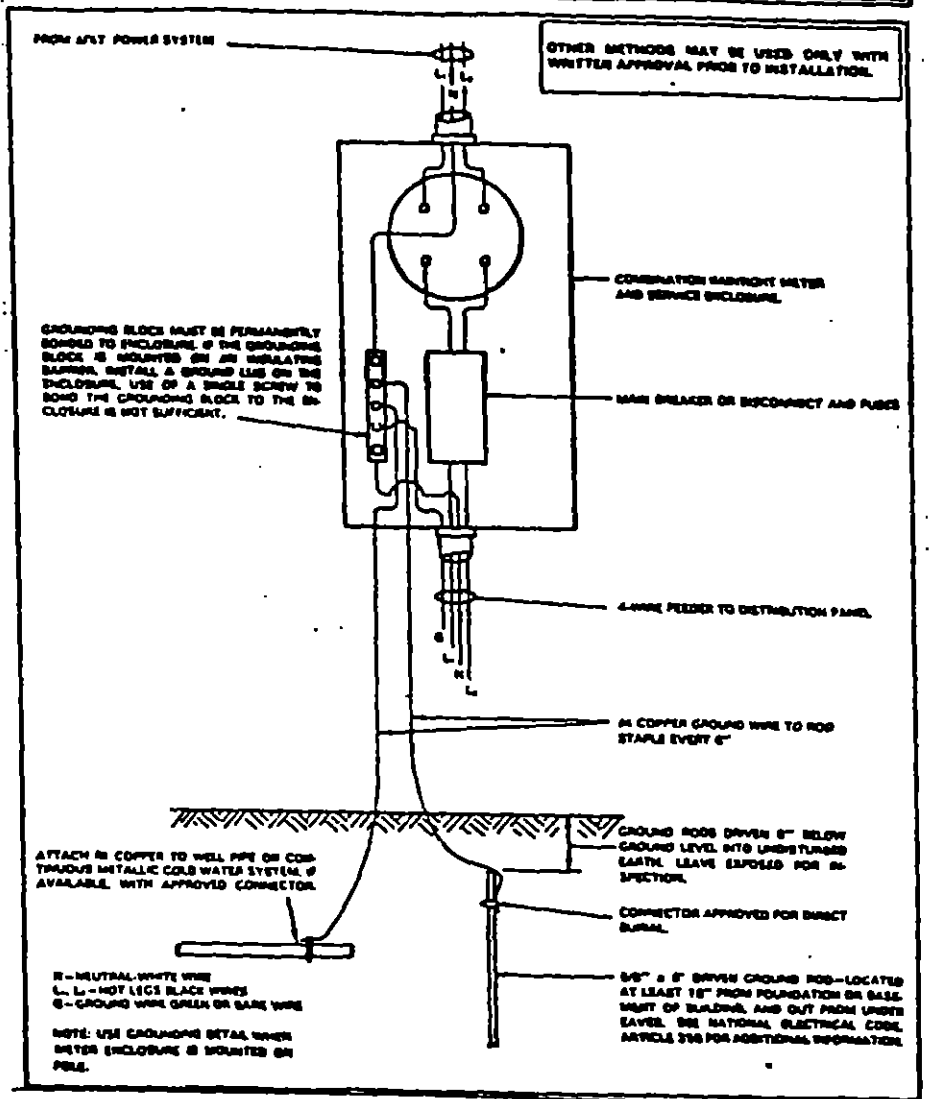 OTHER METHODS MAY BE USED ONLY WITH
WRITTEN APPROVAL PRIOR TO INSTALLATION.
FROM POWER SYSTEM
L N L
COMBINATION RAINTIGHT METER
AND SERVICE ENCLOSURE.
GROUNDING BLOCK MUST BE PERMANENTLY
BONDED TO ENCLOSURE. IF THE GROUNDING
BLOCK IS MOUNTED ON AN INSULATING
BARRIER, INSTALL A GROUND LUG ON THE
ENCLOSURE, USE OF A SINGLE SCREW TO
BOND THE GROUNDING BLOCK TO THE EN-
CLOSURE IS NOT SUFFICIENT.
MAIN BREAKER OR DISCONNECT AND FUSES
4-WIRE FEEDER TO DISTRIBUTION PANEL
G
L
N
L
COPPER GROUND WIRE TO ROD
STAPLE EVERY
GROUND RODS DRIVEN BELOW
GROUND LEVEL INTO UNDISTURBED
EARTH. LEAVE EXPOSED FOR IN-
SPECTION.
ATTACH COPPER TO WELL PIPE OR CON-
TINUOUS METALLIC COLD WATER SYSTEM, IF
AVAILABLE, WITH APPROVED CONNECTOR
CONNECTOR APPROVED FOR DIRECT
BURIAL.
N - NEUTRAL-WHITE WIRE
L, L - HOT LEGS BLACK WIRES
G - GROUND WIRE GREEN OR BARE WIRE
DRIVEN GROUND ROD - LOCATED
AT LEAST FROM FOUNDATION OR BASE-
MENT OF BUILDING, AND OUT FROM UNDER
EAVES. SEE NATIONAL ELECTRICAL CODE,
ARTICLE 250 FOR ADDITIONAL INFORMATION.
NOTE: USE GROUNDING DETAIL WHEN
METER ENCLOSURE IS MOUNTED ON
POLE.